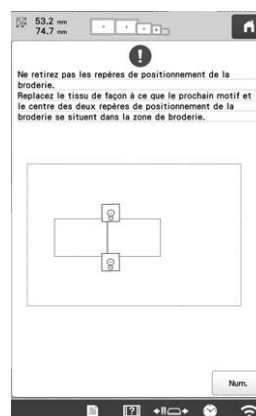 53.2 mm
74.7 mm
Ne retirez pas les repères de positionnement de la
broderie.
Replacez le tissu de façon à ce que le prochain motif et
le centre des deux repères de positionnement de la
broderie se situent dans la zone de broderie.
Num.